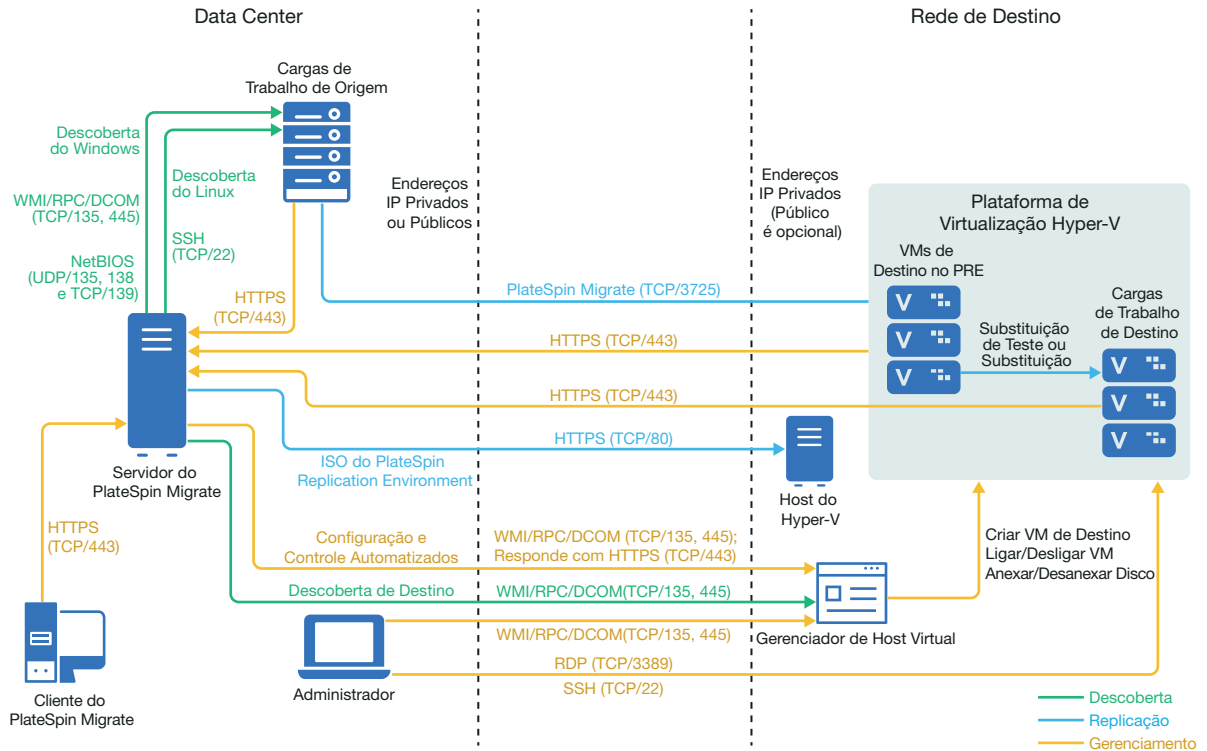 Data Center
Rede de Destino
Cargas de
Trabalho de Origem
Descoberta
do Windows
WMI/RPC/DCOM
(TCP/135, 445)
NetBIOS
(UDP/135, 138
e TCP/139)
Descoberta
do Linux
SSH
(TCP/22)
HTTPS
(TCP/443)
Endereços
IP Privados
ou Públicos
Endereços
IP Privados
(Público
é opcional)
Plataforma de
Virtualização Hyper-V
VMs de
Destino no PRE
V
V
V
Substituição
de Teste ou
Substituição
Cargas
de Trabalho
de Destino
V
V
V
PlateSpin Migrate (TCP/3725)
HTTPS (TCP/443)
HTTPS (TCP/443)
HTTPS (TCP/80)
ISO do PlateSpin
Replication Environment
Servidor do
PlateSpin Migrate
Host do
Hyper-V
HTTPS
(TCP/443)
Configuração e
Controle Automatizados
WMI/RPC/DCOM (TCP/135, 445);
Responde com HTTPS (TCP/443)
Criar VM de Destino
Ligar/Desligar VM
Anexar/Desanexar Disco
Descoberta de Destino
WMI/RPC/DCOM(TCP/135, 445)
WMI/RPC/DCOM(TCP/135, 445)
Gerenciador de Host Virtual
RDP (TCP/3389)
SSH (TCP/22)
Administrador
Cliente do
PlateSpin Migrate
Descoberta
Replicação
Gerenciamento